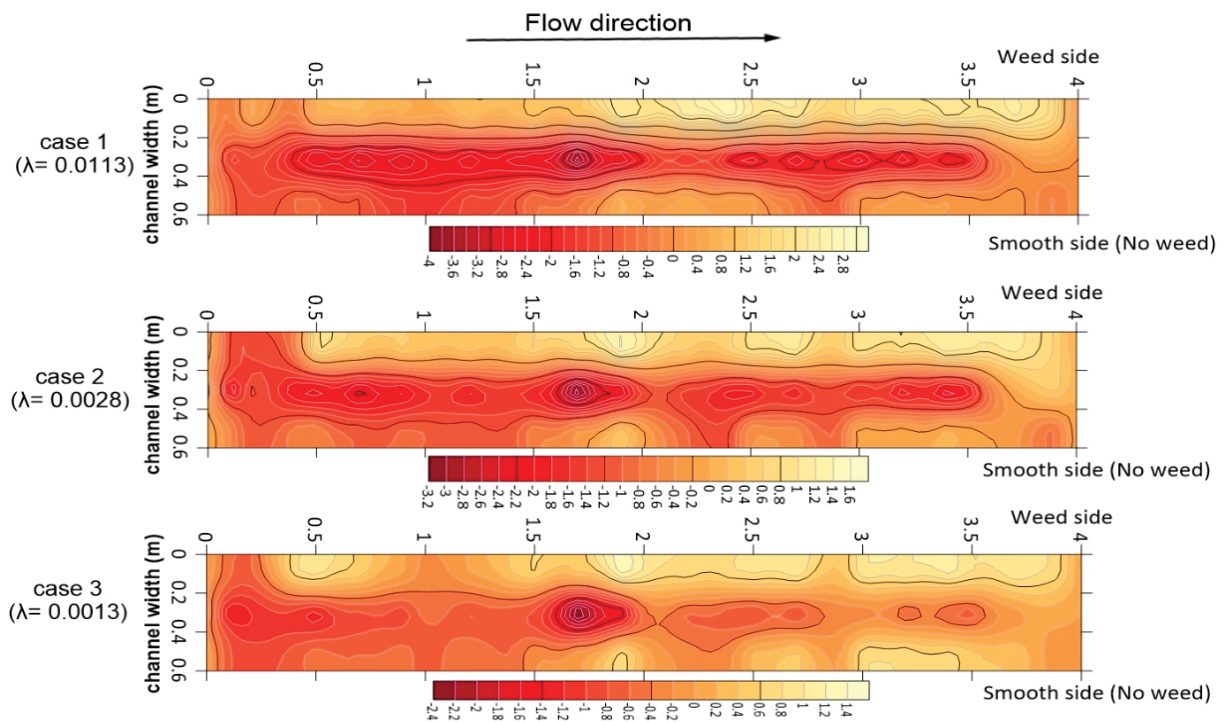 Flow direction
Weed side
0 0.5 1 1.5 2 2.5 3 3.5 4
case 1
(λ= 0.0113)
channel width (m)
0
0.2
0.4
0.6
-4 -3.6 -3.2 -2.8 -2.4 -2 -1.6 -1.2 -0.8 -0.4 0 0.4 0.8 1.2 1.6 2 2.4 2.8
Smooth side (No weed)
Weed side
0 0.5 1 1.5 2 2.5 3 3.5 4
case 2
(λ= 0.0028)
channel width (m)
0
0.2
0.4
0.6
-3.2 -3 -2.8 -2.6 -2.4 -2.2 -2 -1.8 -1.6 -1.4 -1.2 -1 -0.8 -0.6 -0.4 -0.2 0 0.2 0.4 0.6 0.8 1 1.2 1.4 1.6
Smooth side (No weed)
Weed side
0 0.5 1 1.5 2 2.5 3 3.5 4
case 3
(λ= 0.0013)
channel width (m)
0
0.2
0.4
0.6
-2.4 -2.2 -2 -1.8 -1.6 -1.4 -1.2 -1 -0.8 -0.6 -0.4 -0.2 0 0.2 0.4 0.6 0.8 1 1.2 1.4
Smooth side (No weed)